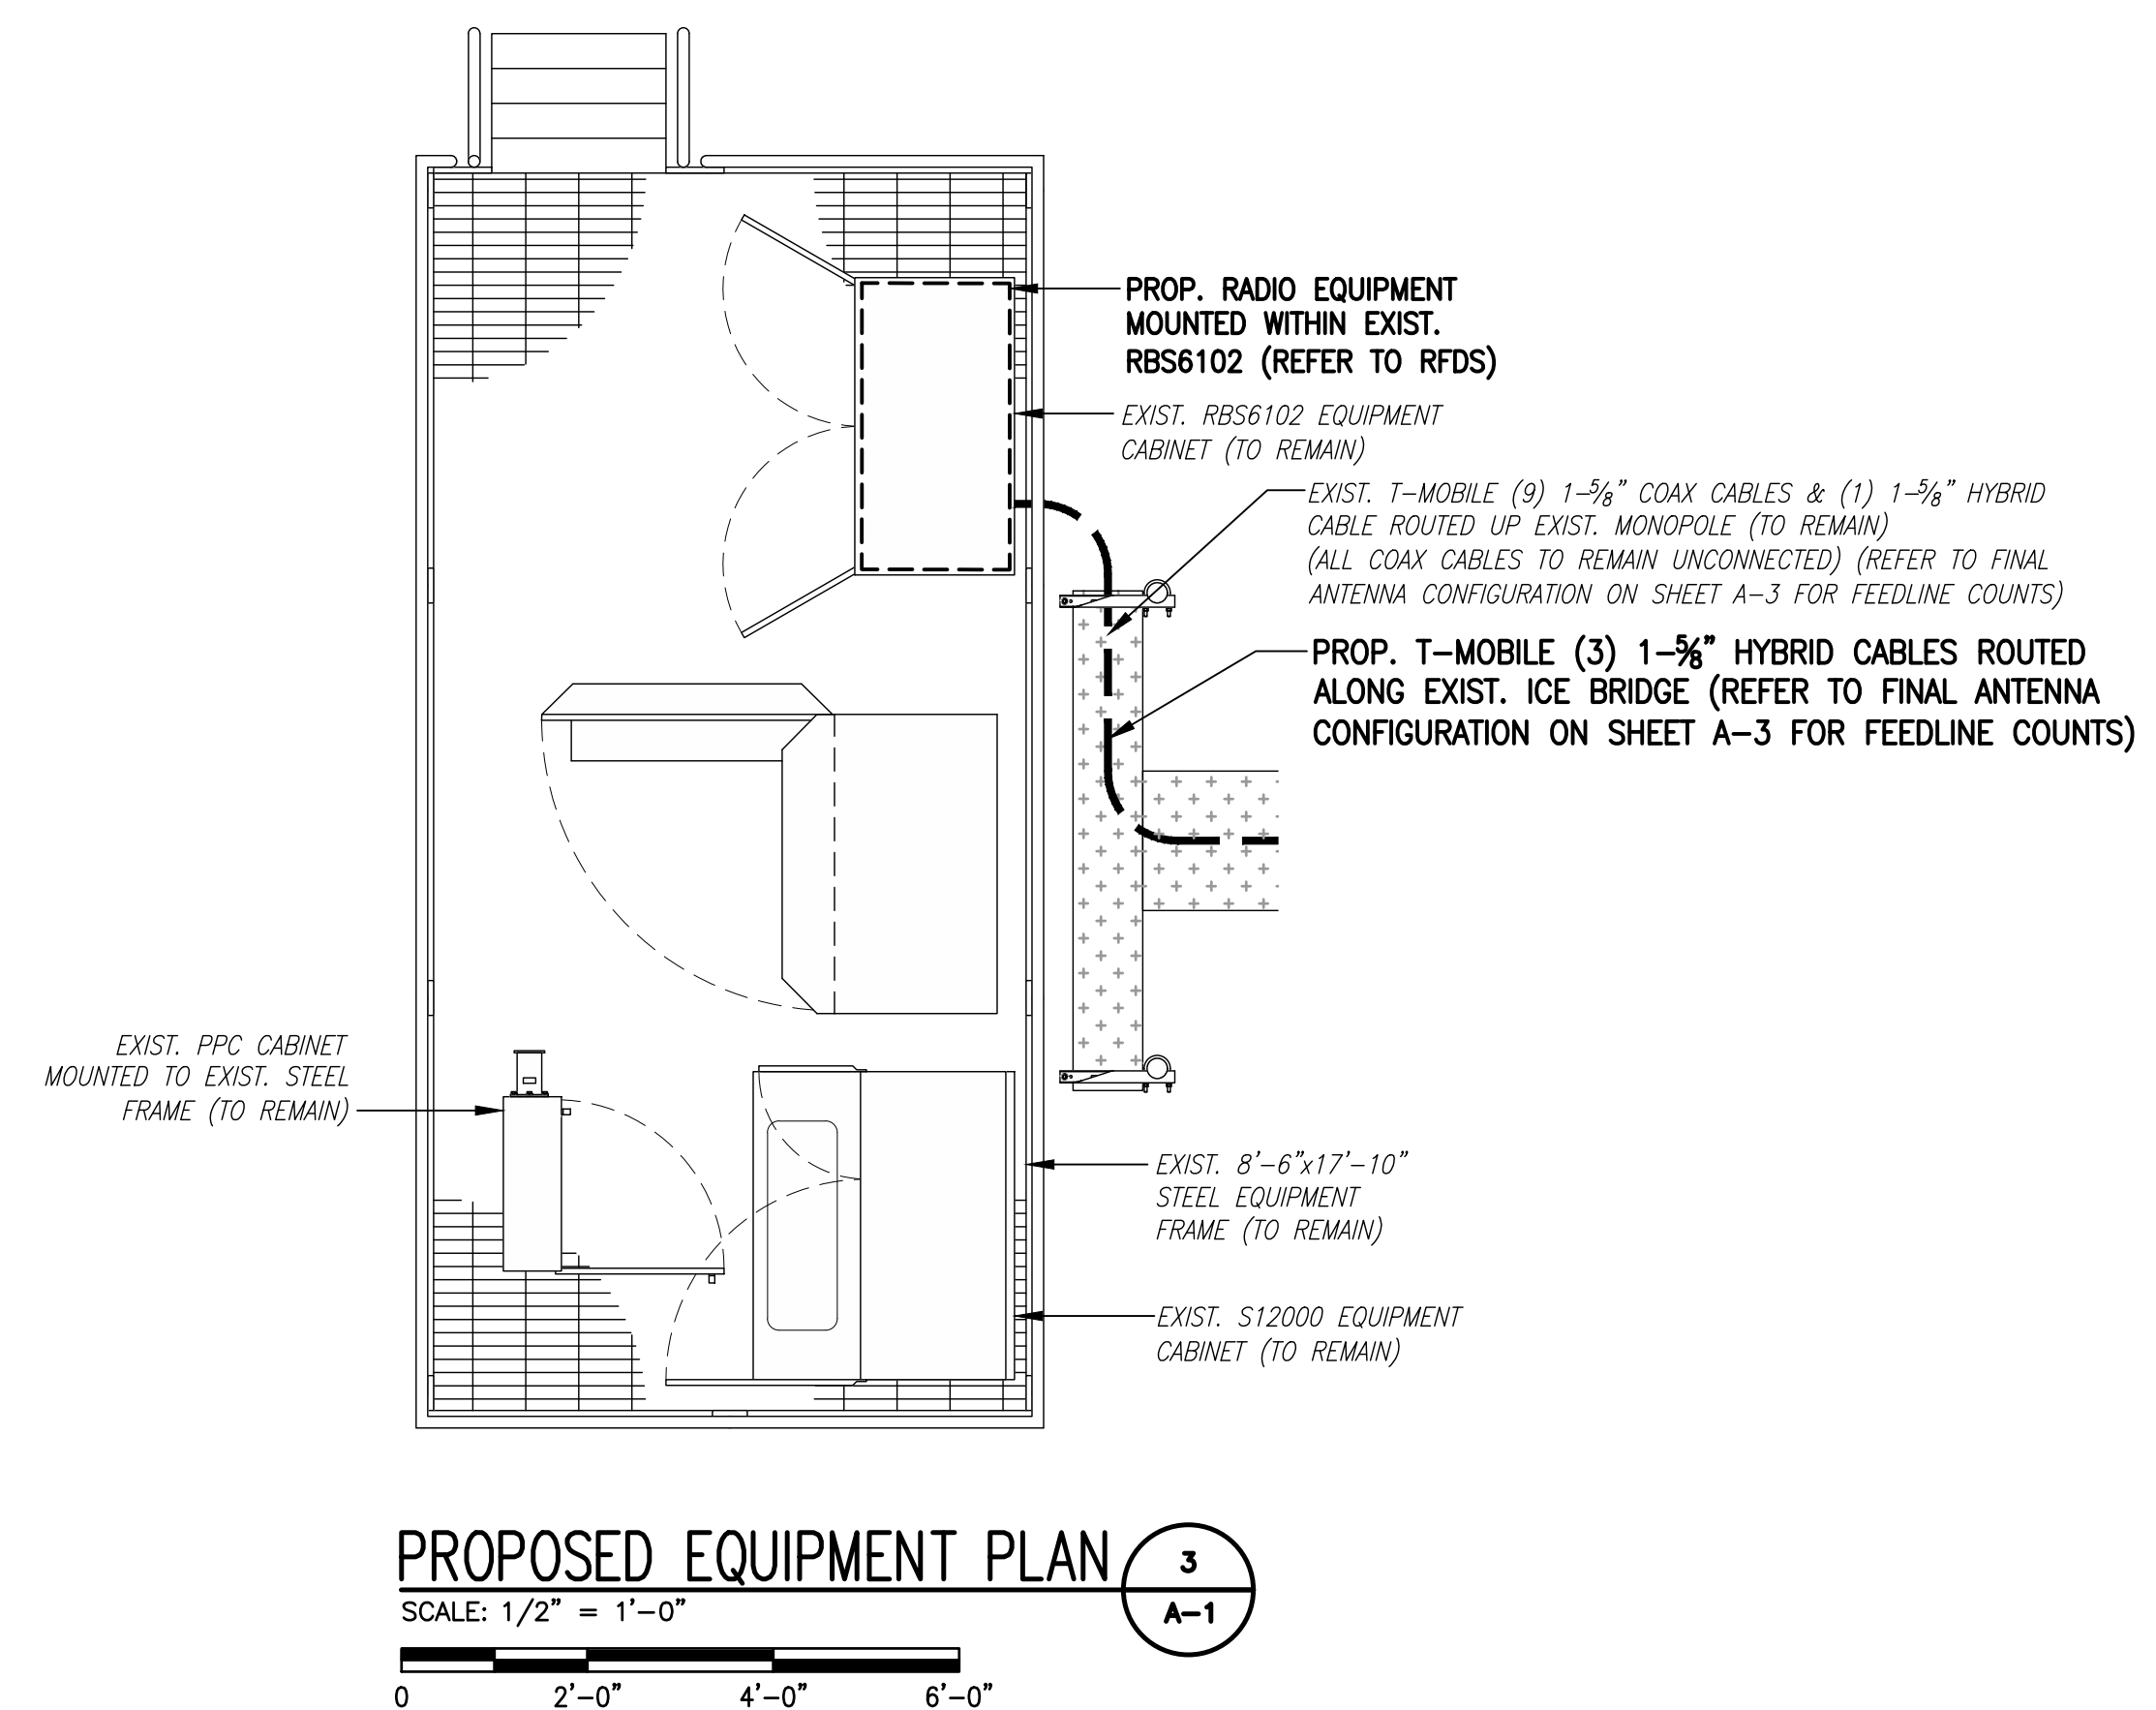 PROP. RADIO EQUIPMENT
MOUNTED WITHIN EXIST.
RBS6102 (REFER TO RFDS)
EXIST. RBS6102 EQUIPMENT
CABINET (TO REMAIN)
EXIST. T-MOBILE (9) 1-5/8" COAX CABLES & (1) 1-5/8" HYBRID
CABLE ROUTED UP EXIST. MONOPOLE (TO REMAIN)
(ALL COAX CABLES TO REMAIN UNCONNECTED) (REFER TO FINAL
ANTENNA CONFIGURATION ON SHEET A-3 FOR FEEDLINE COUNTS)
PROP. T-MOBILE (3) 1-5/8" HYBRID CABLES ROUTED
ALONG EXIST. ICE BRIDGE (REFER TO FINAL ANTENNA
CONFIGURATION ON SHEET A-3 FOR FEEDLINE COUNTS)
EXIST. PPC CABINET
MOUNTED TO EXIST. STEEL
FRAME (TO REMAIN)
EXIST. 8'-6"x17'-10"
STEEL EQUIPMENT
FRAME (TO REMAIN)
EXIST. S12000 EQUIPMENT
CABINET (TO REMAIN)
PROPOSED EQUIPMENT PLAN
3
A-1
SCALE: 1/2" = 1'-0"
0 2'-0" 4'-0" 6'-0"